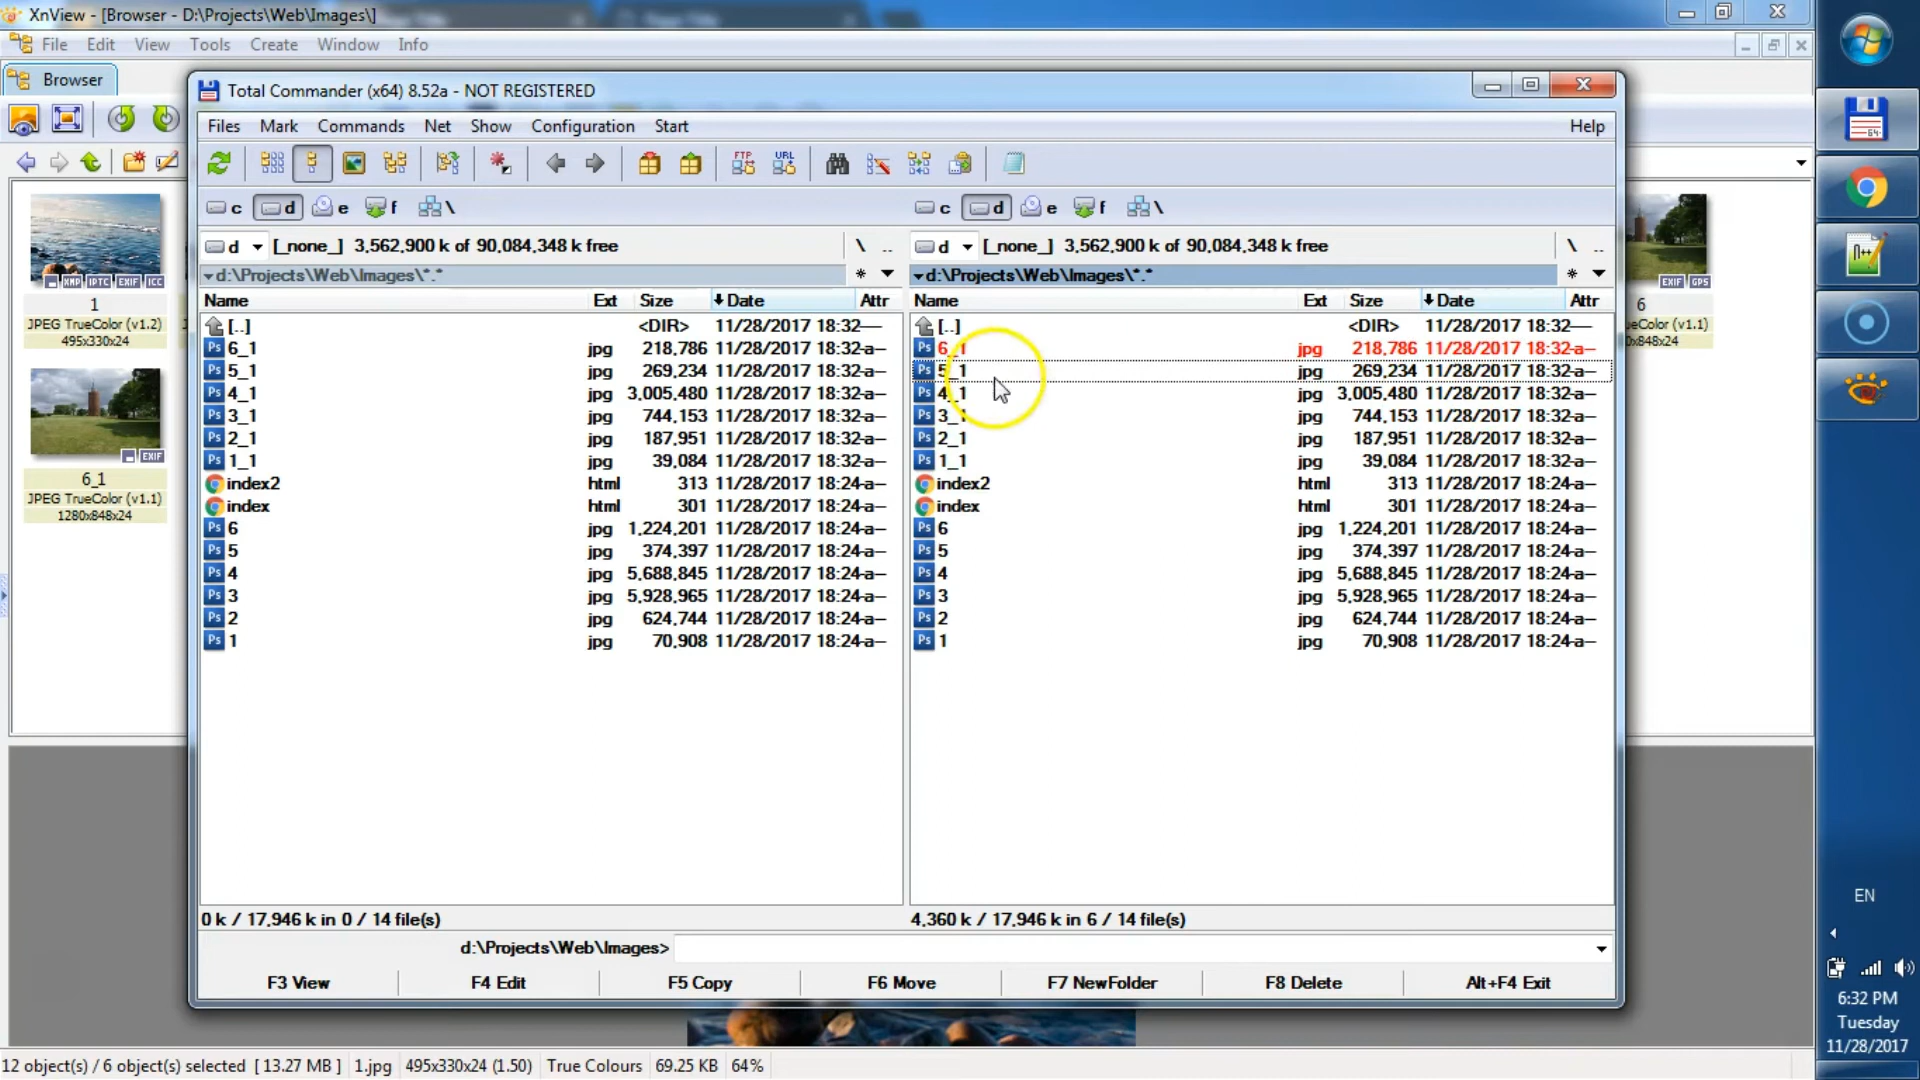 XnView - [Browser - D:\Projects\Web\Images\]
File Edit View Tools Create Window Info
Browser
Total Commander (x64) 8.52a - NOT REGISTERED
Files Mark Commands Net Show Configuration Start Help
FTP URL
c d e f \ c d e f \
d [_none_] 3,562,900 k of 90,084,348 k free \ .. d [_none_] 3,562,900 k of 90,084,348 k free \ ..
d:\Projects\Web\Images\*.* * d:\Projects\Web\Images\*.* *
Name Ext Size Date Attr Name Ext Size Date Attr
[..] <DIR> 11/28/2017 18:32---- [..] <DIR> 11/28/2017 18:32----
6_1 jpg 218,786 11/28/2017 18:32-a-- 6_1 jpg 218,786 11/28/2017 18:32-a--
5_1 jpg 269,234 11/28/2017 18:32-a-- 5_1 jpg 269,234 11/28/2017 18:32-a--
4_1 jpg 3,005,480 11/28/2017 18:32-a-- 4_1 jpg 3,005,480 11/28/2017 18:32-a--
3_1 jpg 744,153 11/28/2017 18:32-a-- 3_1 jpg 744,153 11/28/2017 18:32-a--
2_1 jpg 187,951 11/28/2017 18:32-a-- 2_1 jpg 187,951 11/28/2017 18:32-a--
1_1 jpg 39,084 11/28/2017 18:32-a-- 1_1 jpg 39,084 11/28/2017 18:32-a--
index2 html 313 11/28/2017 18:24-a-- index2 html 313 11/28/2017 18:24-a--
index html 301 11/28/2017 18:24-a-- index html 301 11/28/2017 18:24-a--
6 jpg 1,224,201 11/28/2017 18:24-a-- 6 jpg 1,224,201 11/28/2017 18:24-a--
5 jpg 374,397 11/28/2017 18:24-a-- 5 jpg 374,397 11/28/2017 18:24-a--
4 jpg 5,688,845 11/28/2017 18:24-a-- 4 jpg 5,688,845 11/28/2017 18:24-a--
3 jpg 5,928,965 11/28/2017 18:24-a-- 3 jpg 5,928,965 11/28/2017 18:24-a--
2 jpg 624,744 11/28/2017 18:24-a-- 2 jpg 624,744 11/28/2017 18:24-a--
1 jpg 70,908 11/28/2017 18:24-a-- 1 jpg 70,908 11/28/2017 18:24-a--
0 k / 17,946 k in 0 / 14 file(s) 4,360 k / 17,946 k in 6 / 14 file(s)
d:\Projects\Web\Images>
F3 View F4 Edit F5 Copy F6 Move F7 NewFolder F8 Delete Alt+F4 Exit
XMP IPTC EXIF ICC
1
JPEG TrueColor (v1.2)
495x330x24
EXIF
6_1
JPEG TrueColor (v1.1)
1280x848x24
EXIF GPS
6
(v1.1)
x848x24
EN
6:32 PM
Tuesday
11/28/2017
12 object(s) / 6 object(s) selected [ 13.27 MB ] 1.jpg 495x330x24 (1.50) True Colours 69.25 KB 64%